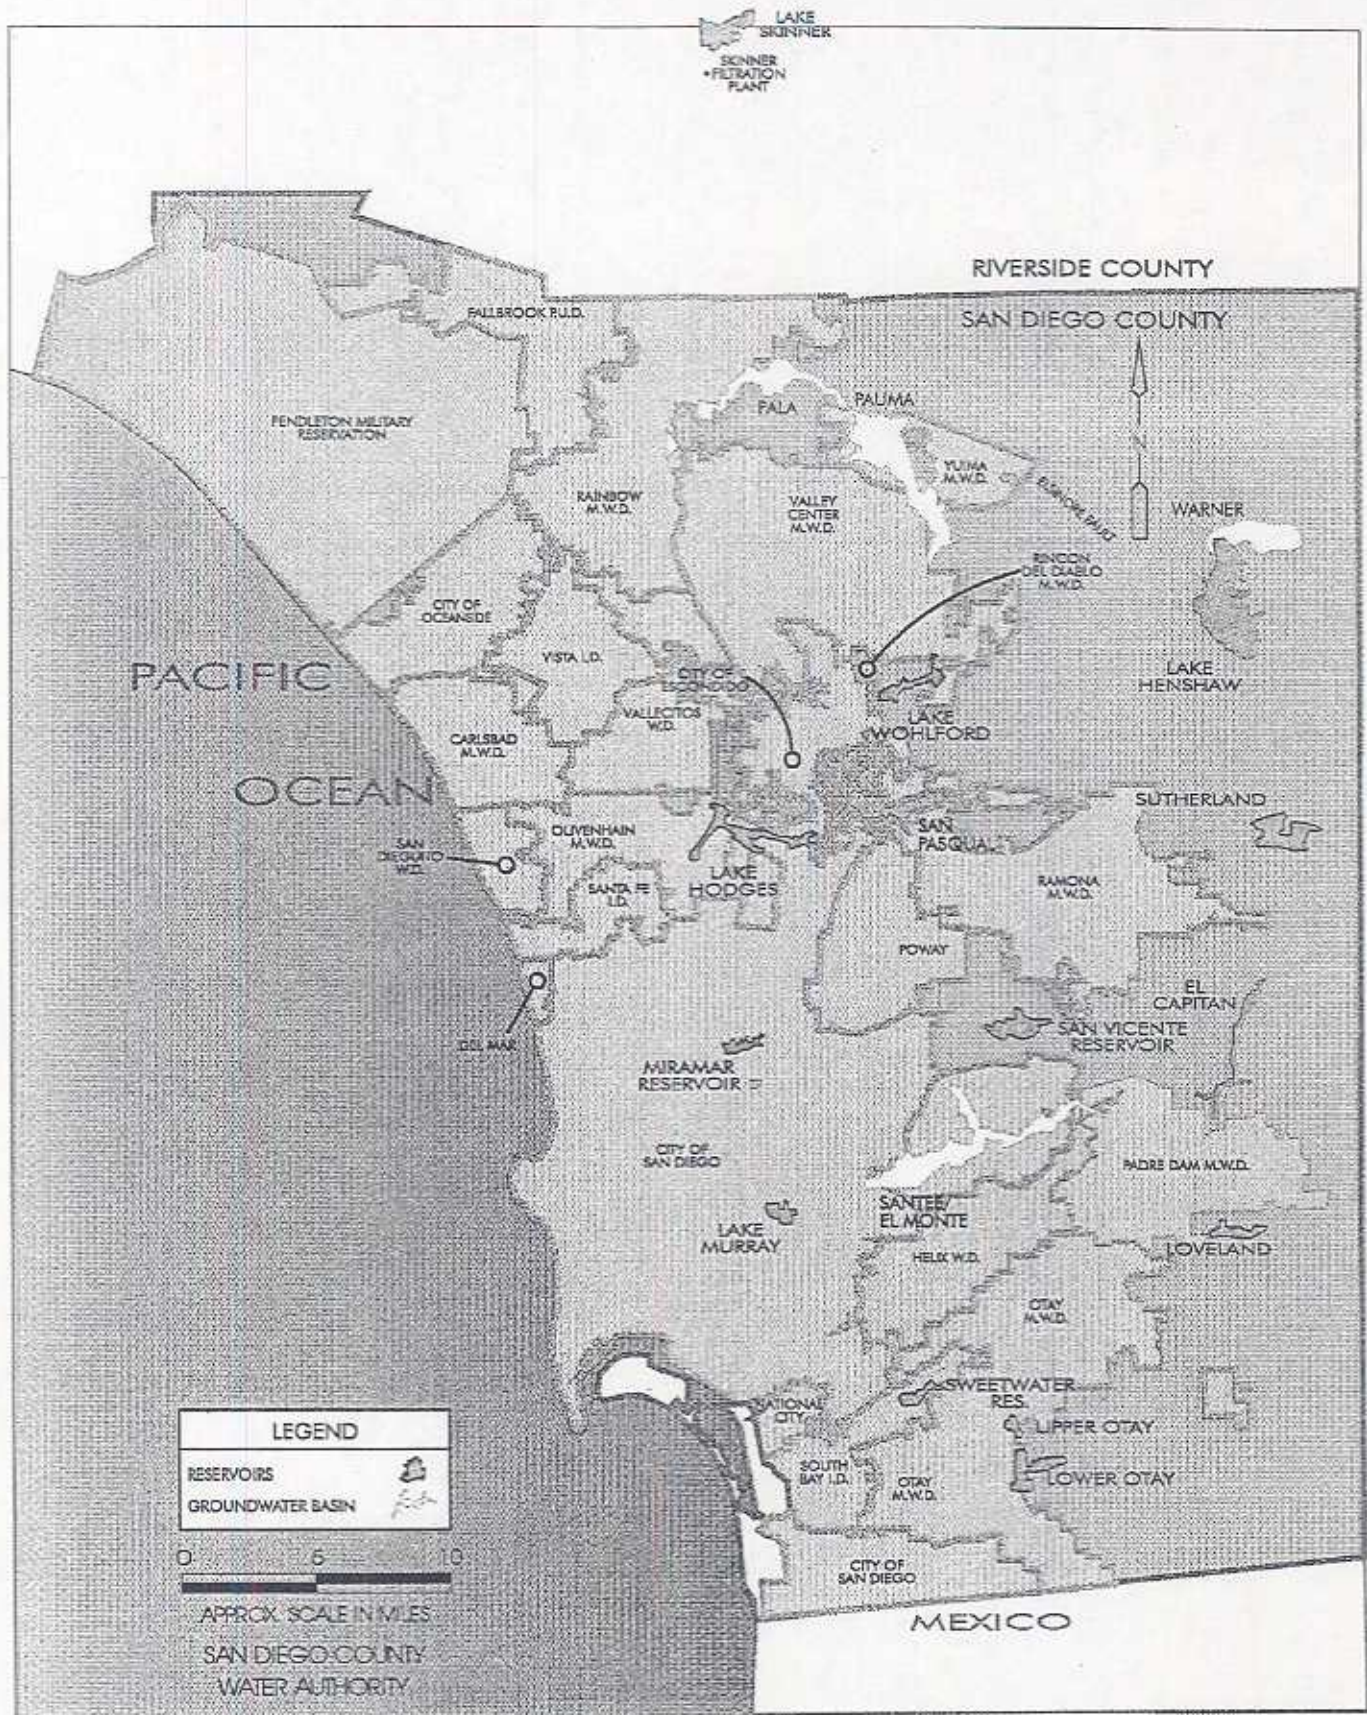 LAKE
SKINNER
SKINNER
•FILTRATION
PLANT
RIVERSIDE COUNTY
SAN DIEGO COUNTY
FALLBROOK P.U.D.
PENDLETON MILITARY
RESERVATION
PALA
PAUMA
YUIMA
M.W.D.
ELSINORE FAULT
N
RAINBOW
M.W.D.
VALLEY
CENTER
M.W.D.
WARNER
RINCON
DEL DIABLO
M.W.D.
CITY OF
OCEANSIDE
VISTA I.D.
CITY OF
ESCONDIDO
LAKE
HENSHAW
PACIFIC
OCEAN
VALLECITOS
W.D.
LAKE
WOHLFORD
CARLSBAD
M.W.D.
SUTHERLAND
OLIVENHAIN
M.W.D.
SAN
PASQUAL
SAN
DIEGUITO
W.D.
LAKE
HODGES
SANTA FE
I.D.
RAMONA
M.W.D.
POWAY
EL
CAPITAN
DEL MAR
SAN VICENTE
RESERVOIR
MIRAMAR
RESERVOIR
CITY OF
SAN DIEGO
PADRE DAM M.W.D.
SANTEE/
EL MONTE
LAKE
MURRAY
HELIX W.D.
LOVELAND
OTAY
M.W.D.
SWEETWATER
RES.
NATIONAL
CITY
UPPER OTAY
SOUTH
BAY I.D.
OTAY
M.W.D.
LOWER OTAY
CITY OF
SAN DIEGO
MEXICO
LEGEND
RESERVOIRS
GROUNDWATER BASIN
0 5 10
APPROX. SCALE IN MILES
SAN DIEGO COUNTY
WATER AUTHORITY